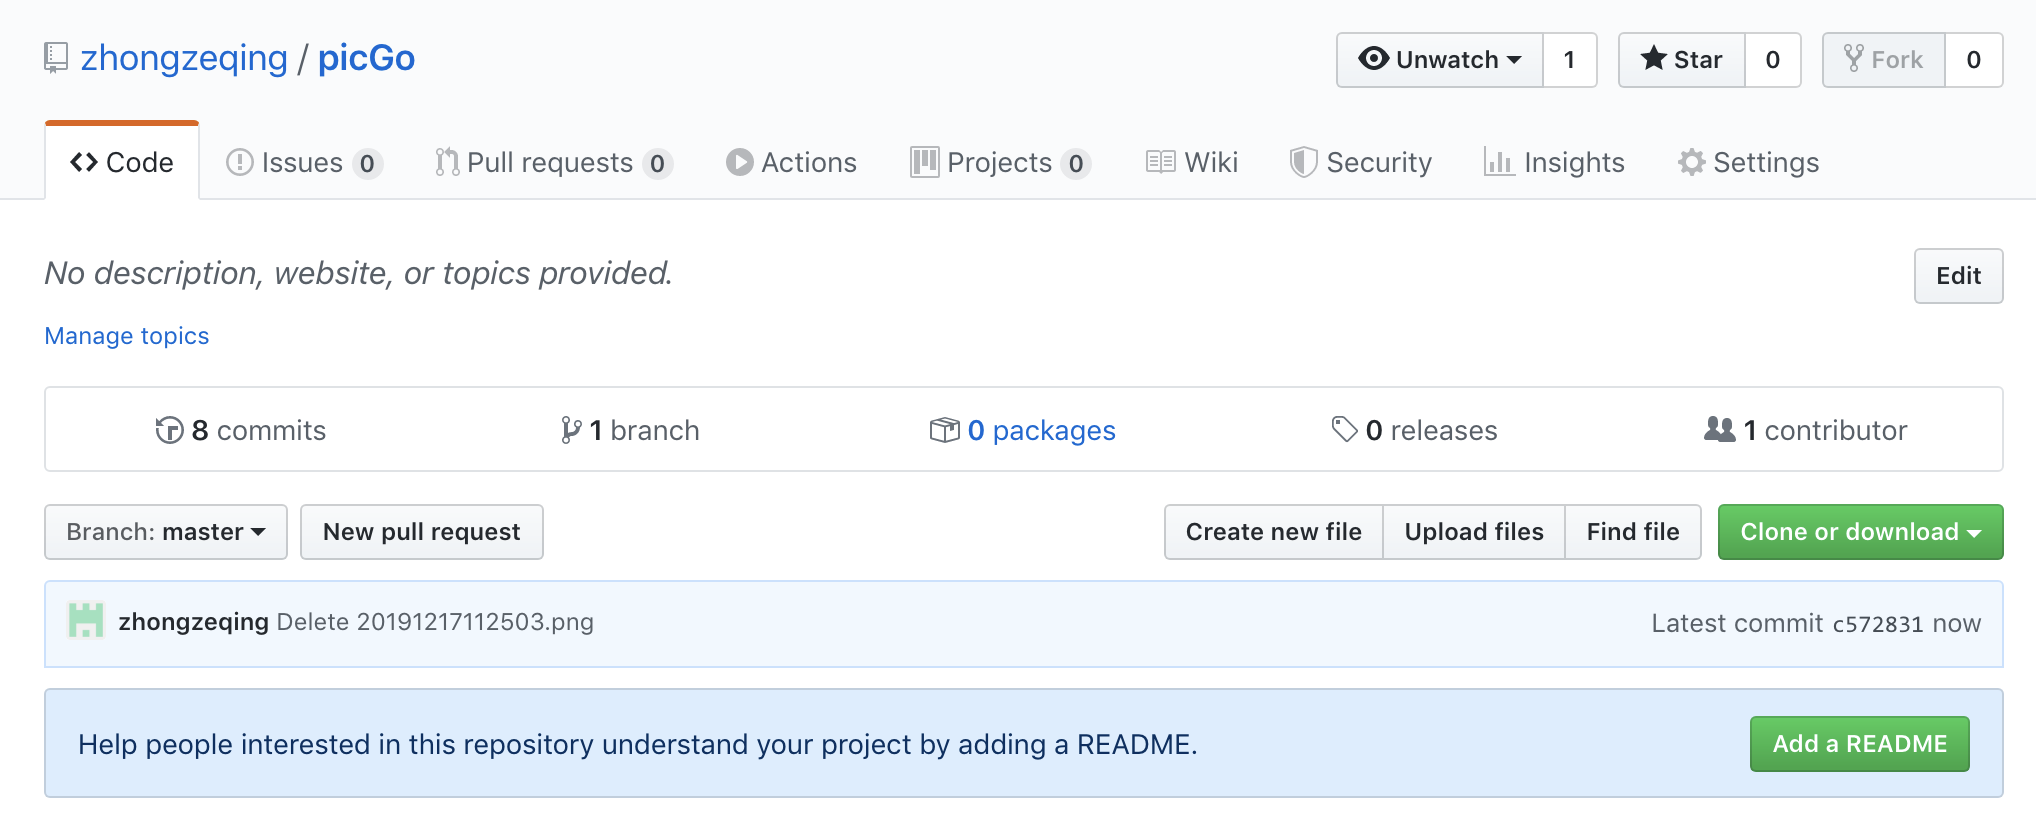 zhongzeqing / picGo
Unwatch 1 Star 0 Fork 0
Code Issues 0 Pull requests 0 Actions Projects 0 Wiki Security Insights Settings
No description, website, or topics provided.
Edit
Manage topics
8 commits 1 branch 0 packages 0 releases 1 contributor
Branch: master New pull request Create new file Upload files Find file Clone or download
zhongzeqing Delete 20191217112503.png Latest commit c572831 now
Help people interested in this repository understand your project by adding a README. Add a README